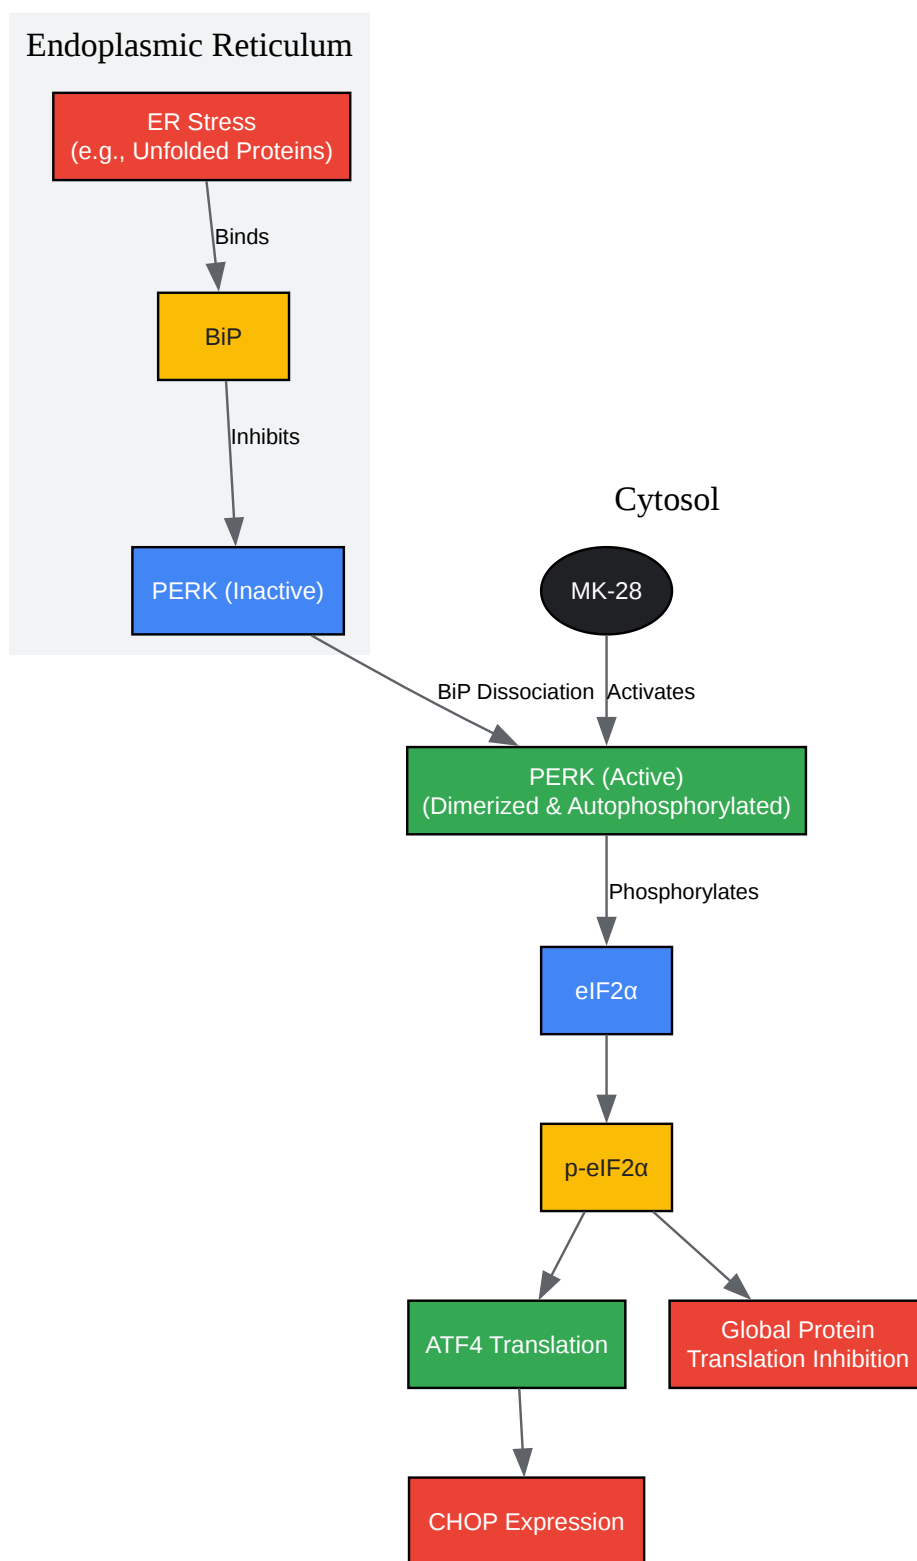 Endoplasmic Reticulum
ER Stress
(e.g., Unfolded Proteins)
Binds
BiP
Inhibits
Cytosol
PERK (Inactive)
MK-28
BiP Dissociation
Activates
PERK (Active)
(Dimerized & Autophosphorylated)
Phosphorylates
eIF2α
p-eIF2α
ATF4 Translation
Global Protein
Translation Inhibition
CHOP Expression